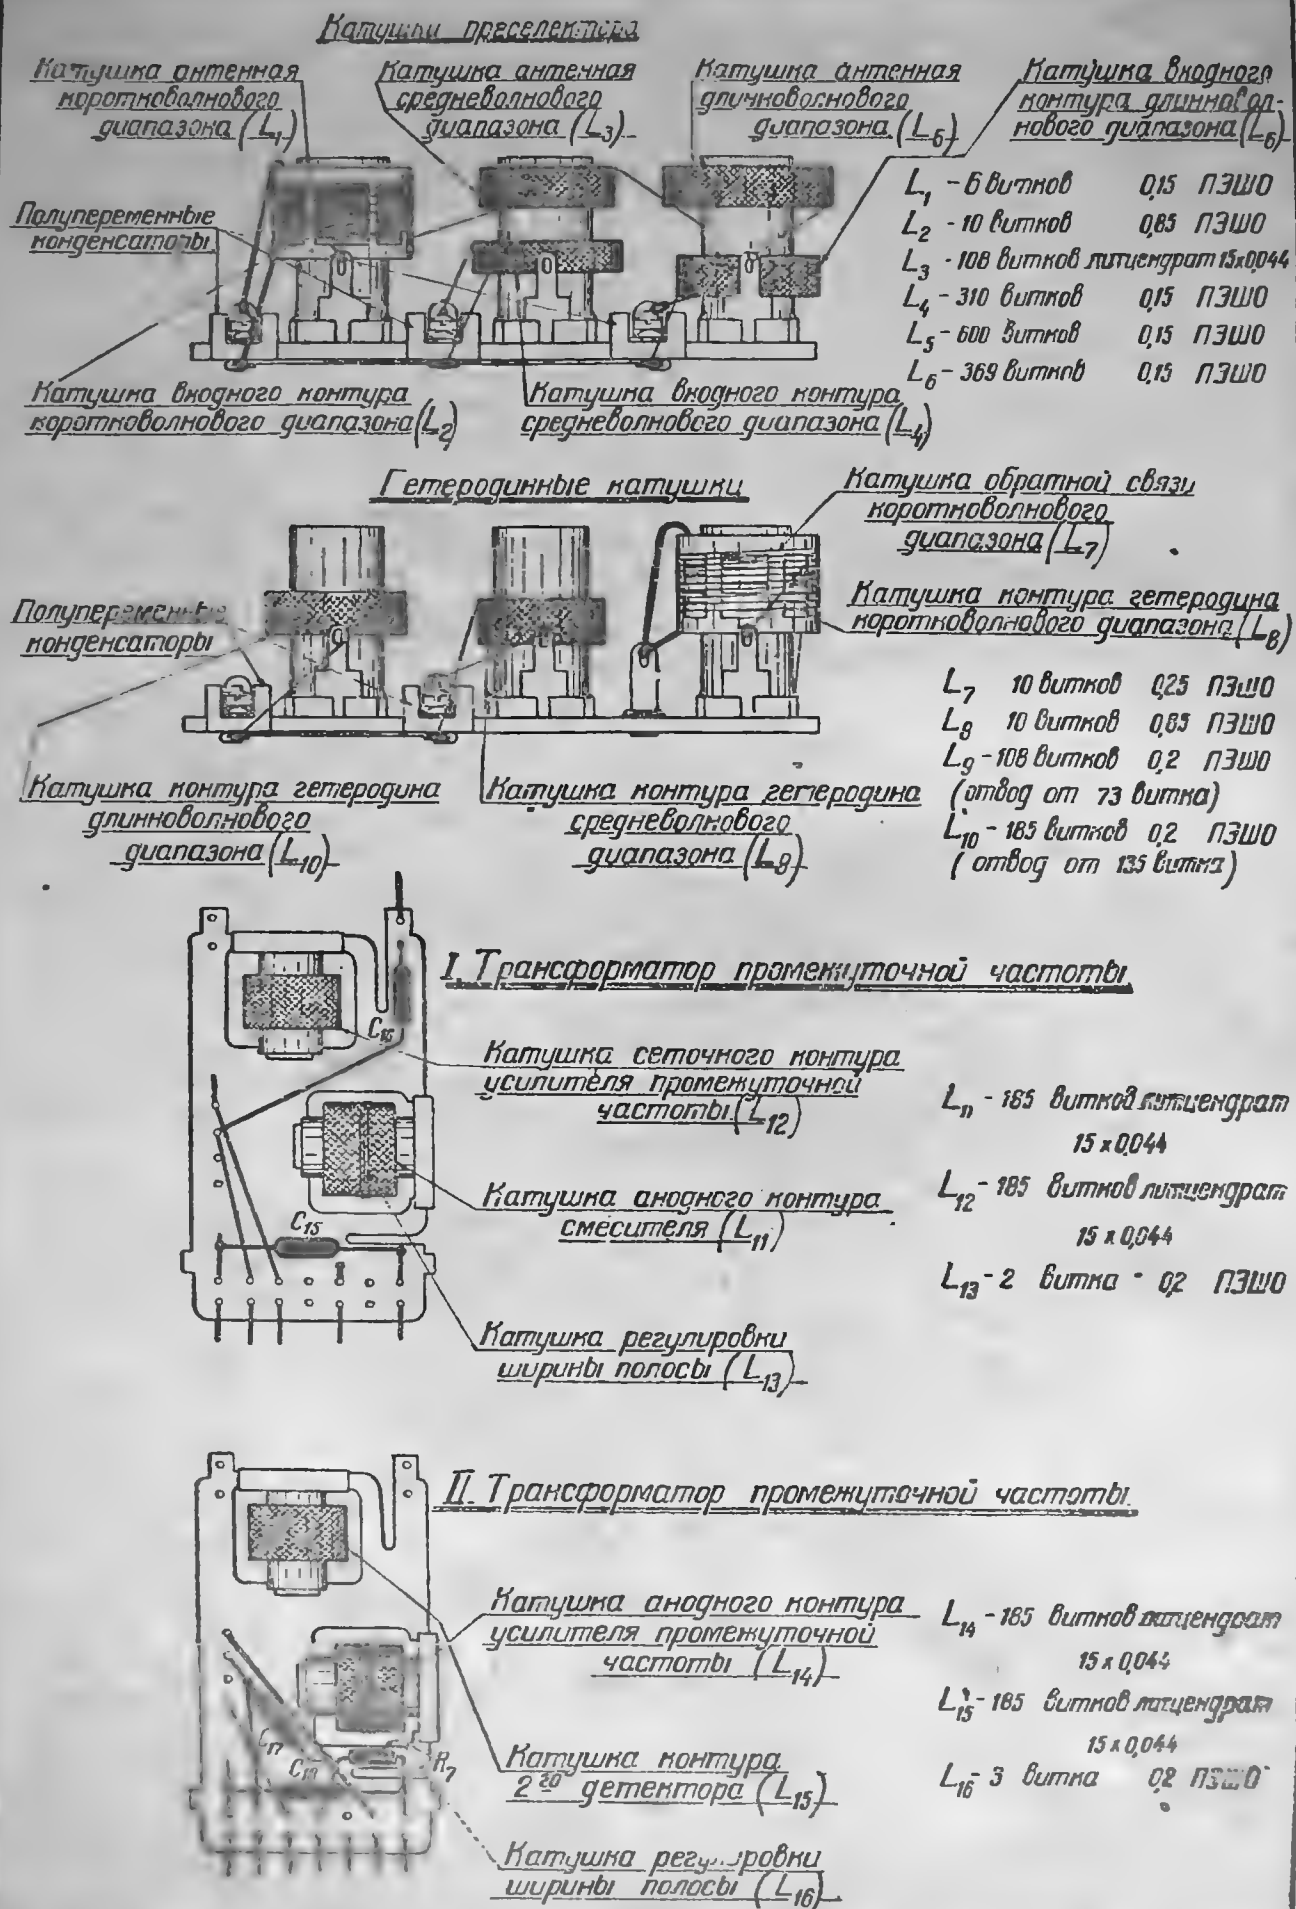 Катушки преселектора
Катушка антенная
коротковолнового
диапазона (L1)
Катушка антенная
средневолнового
диапазона (L3)
Катушка антенная
длинноволнового
диапазона (L6)
Катушка входного
контура длинновол-
нового диапазона (L6)
Полупеременные
конденсаторы
L1 - 6 витков 0,15 ПЭШО
L2 - 10 витков 0,85 ПЭШО
L3 - 108 витков литцендрат 15x0,044
L4 - 310 витков 0,15 ПЭШО
L5 - 600 витков 0,15 ПЭШО
L6 - 369 витков 0,15 ПЭШО
Катушка входного контура
коротковолнового диапазона (L2)
Катушка входного контура
средневолнового диапазона (L4)
Гетеродинные катушки
Катушка обратной связи
коротковолнового
диапазона (L7)
Полупеременные
конденсаторы
Катушка контура гетеродина
коротковолнового диапазона (L8)
L7 10 витков 0,25 ПЭШО
L8 10 витков 0,85 ПЭШО
L9 - 108 витков 0,2 ПЭШО
(отвод от 73 витка)
L10 - 185 витков 0,2 ПЭШО
(отвод от 135 витка)
Катушка контура гетеродина
длинноволнового
диапазона (L10)
Катушка контура гетеродина
средневолнового
диапазона (L9)
I. Трансформатор промежуточной частоты
C16
Катушка сеточного контура
усилителя промежуточной
частоты (L12)
Катушка анодного контура
смесителя (L11)
C15
Катушка регулировки
ширины полосы (L13)
L11 - 185 витков литцендрат
15 x 0,044
L12 - 185 витков литцендрат
15 x 0,044
L13 - 2 витка - 0,2 ПЭШО
II. Трансформатор промежуточной частоты.
Катушка анодного контура
усилителя промежуточной
частоты (L14)
C17
R7
Катушка контура
2го детектора (L15)
Катушка регулировки
ширины полосы (L16)
L14 - 185 витков литцендрат
15 x 0,044
L15 - 185 витков литцендрат
15 x 0,044
L16 - 3 витка 0,2 ПЭШО